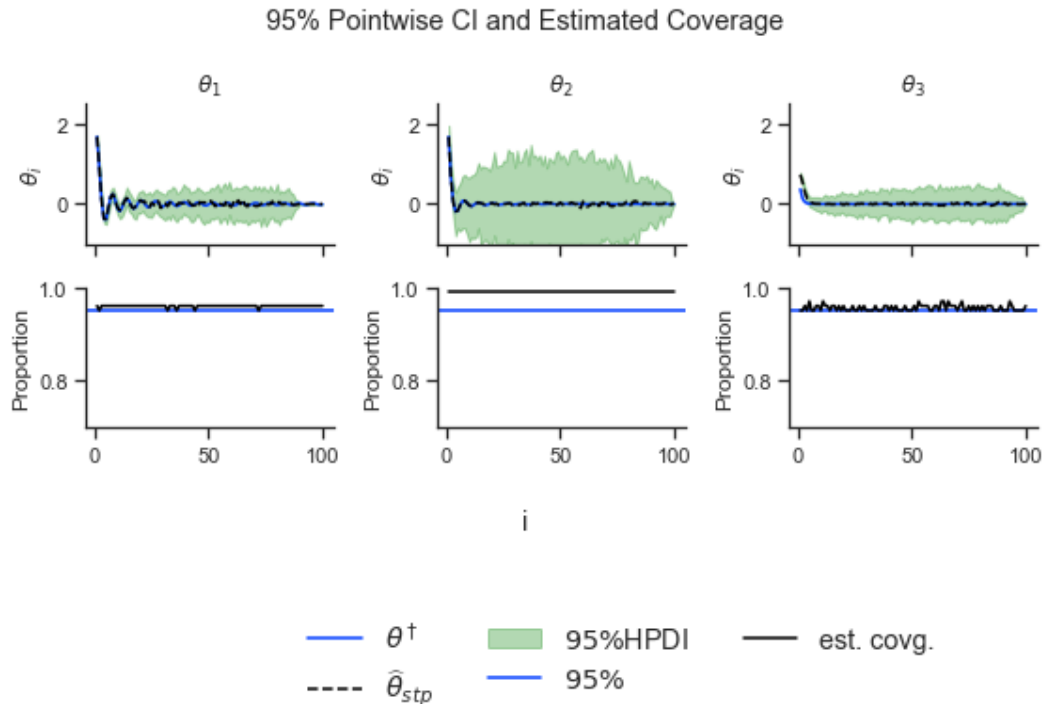 95% Pointwise CI and Estimated Coverage
θ₁ θ₂ θ₃
θᵢ 2 0 θᵢ 2 0 θᵢ 2 0
Proportion 1.0 0.8 Proportion 1.0 0.8 Proportion 1.0 0.8
0 50 100 0 50 100 0 50 100
i
θ† 95%HPDI est. covg.
θ̂stp 95%